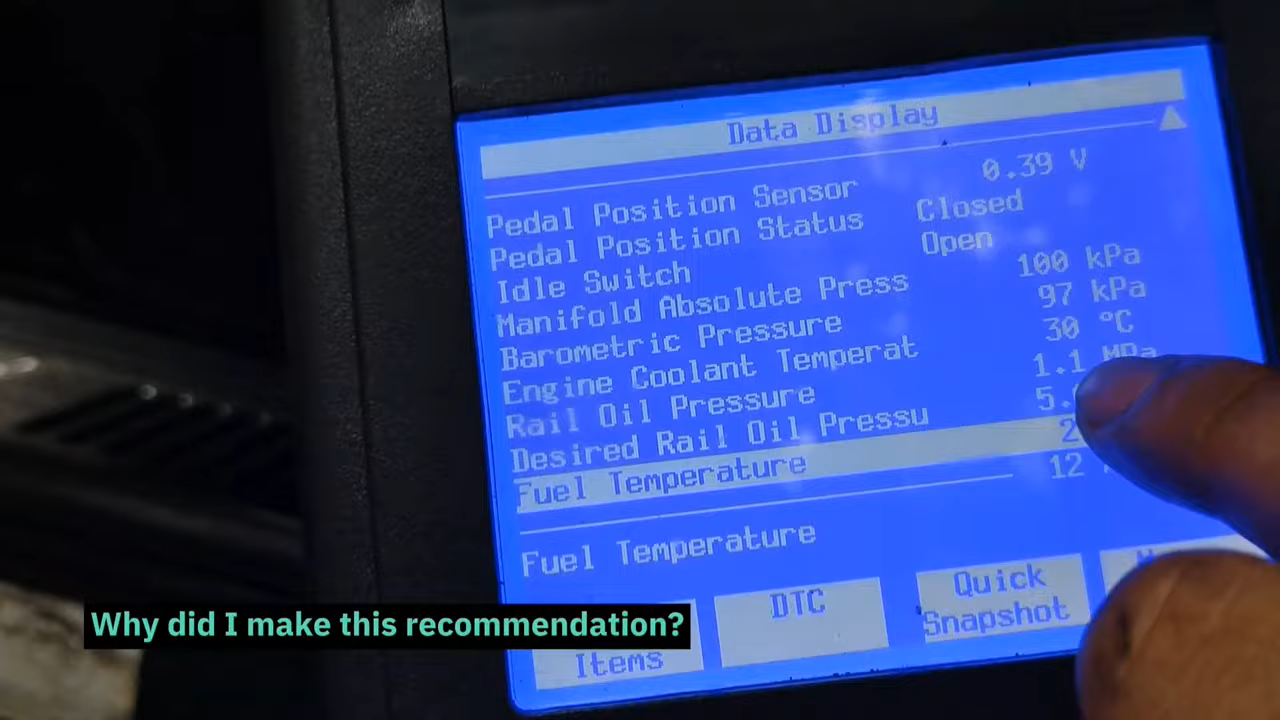 Data Display
Pedal Position Sensor 0.39 V
Pedal Position Status Closed
Idle Switch Open
Manifold Absolute Press 100 kPa
Barometric Pressure 97 kPa
Engine Coolant Temperat 30 °C
Rail Oil Pressure 1.1 MPa
Desired Rail Oil Pressu
Fuel Temperature
12
Fuel Temperature
Items
DTC
Quick
Snapshot
Why did I make this recommendation?